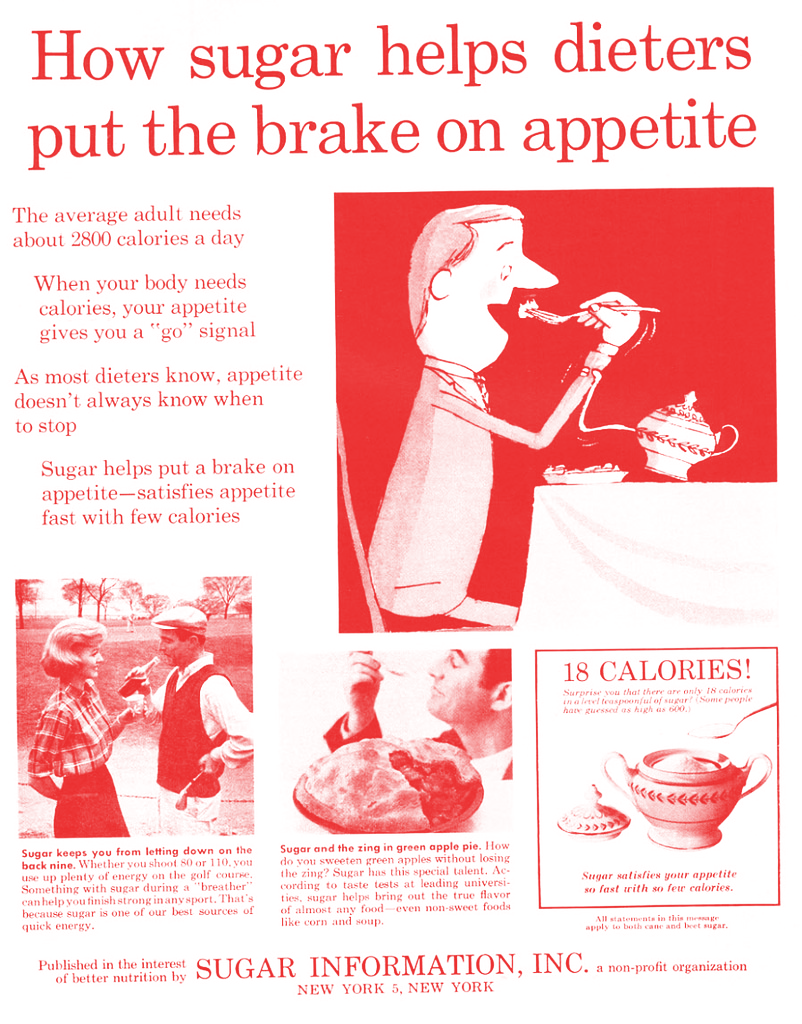 How sugar helps dieters
put the brake on appetite
The average adult needs
about 2800 calories a day
When your body needs
calories, your appetite
gives you a "go" signal
As most dieters know, appetite
doesn't always know when
to stop
Sugar helps put a brake on
appetite—satisfies appetite
fast with few calories
Sugar keeps you from letting down on the
back nine. Whether you shoot 80 or 110, you
use up plenty of energy on the golf course.
Something with sugar during a "breather"
can help you finish strong in any sport. That's
because sugar is one of our best sources of
quick energy.
Sugar and the zing in green apple pie. How
do you sweeten green apples without losing
the zing? Sugar has this special talent. Ac-
cording to taste tests at leading universi-
ties, sugar helps bring out the true flavor
of almost any food—even non-sweet foods
like corn and soup.
18 CALORIES!
Surprise you that there are only 18 calories
in a level teaspoonful of sugar? (Some people
have guessed as high as 600.)
Sugar satisfies your appetite
so fast with so few calories.
All statements in this message
apply to both cane and beet sugar.
Published in the interest
of better nutrition by
SUGAR INFORMATION, INC. a non-profit organization
NEW YORK 5, NEW YORK